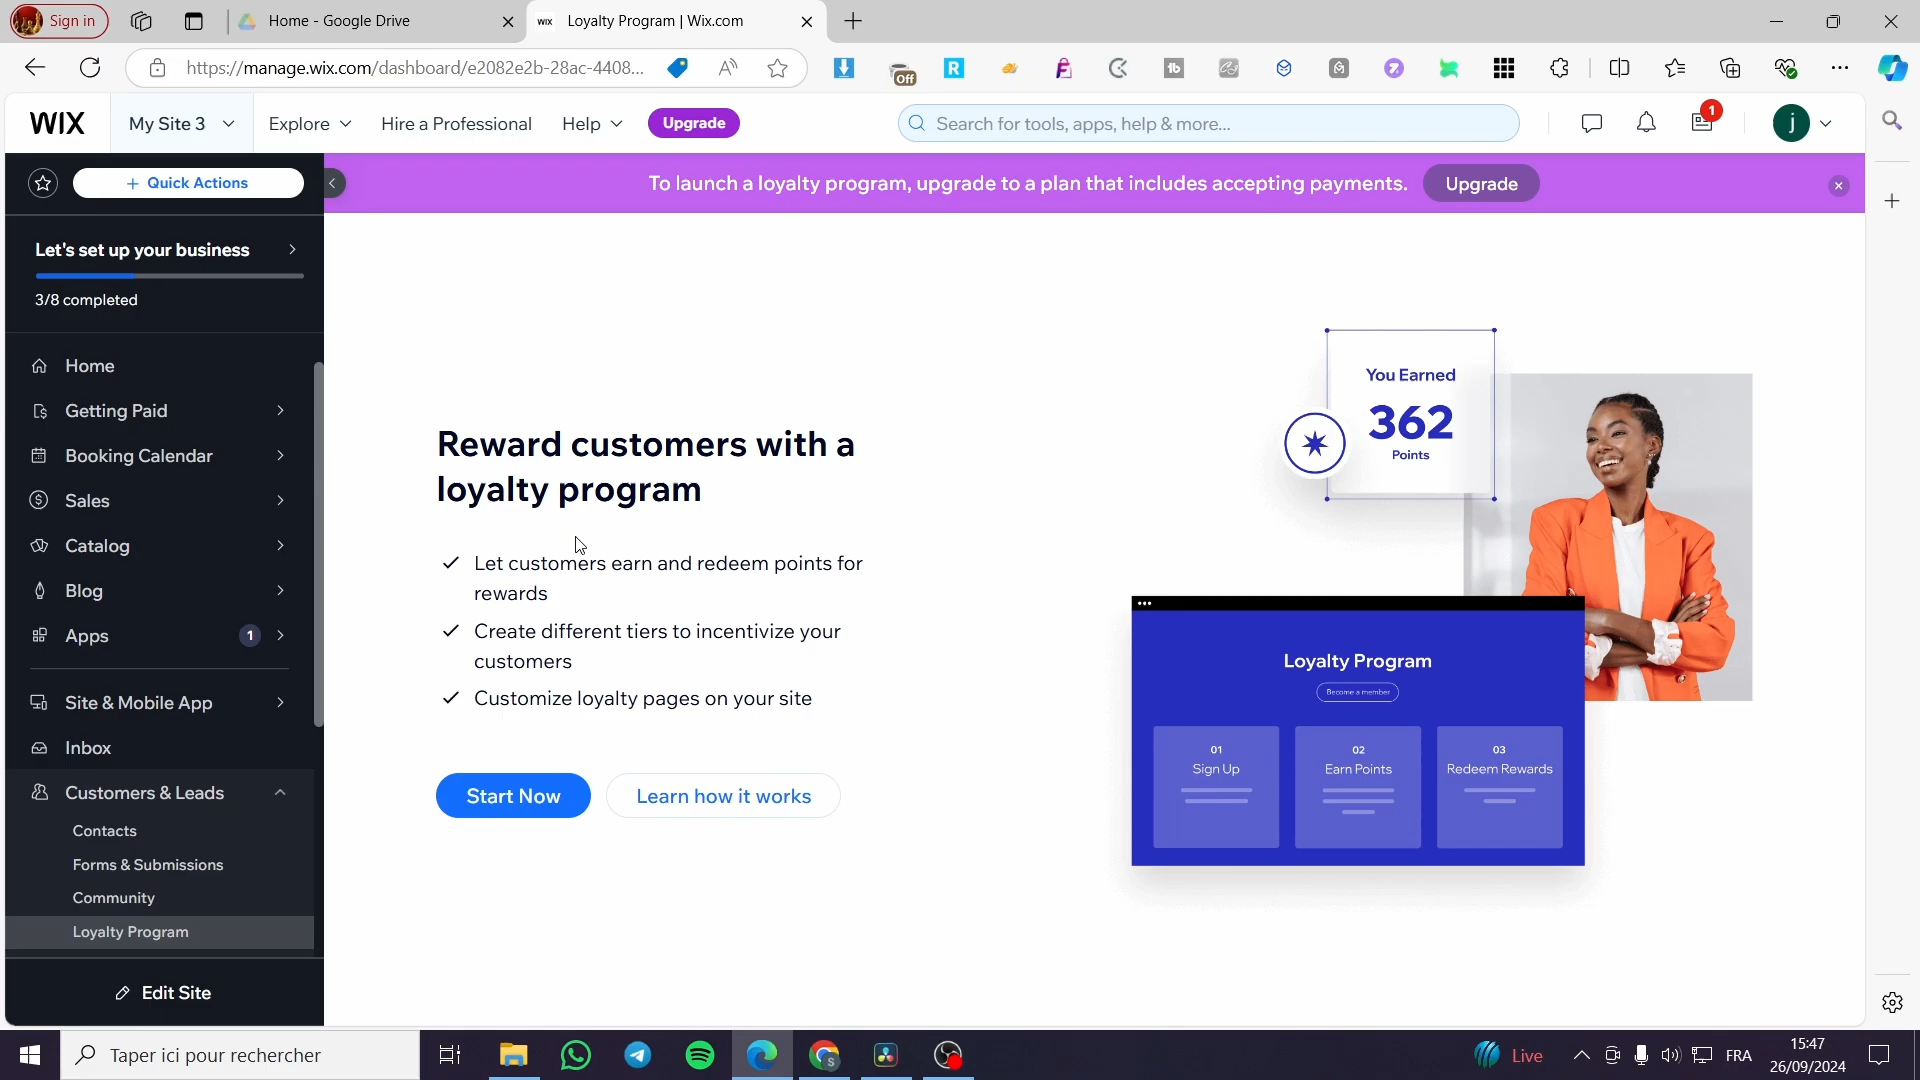 Sign in
Home - Google Drive
Loyalty Program | Wix.com
https://manage.wix.com/dashboard/e2082e2b-28ac-4408...
Off
WIX
My Site 3
Explore
Hire a Professional
Help
Upgrade
Search for tools, apps, help & more...
1
j
Quick Actions
To launch a loyalty program, upgrade to a plan that includes accepting payments.
Upgrade
Let's set up your business
3/8 completed
Home
Getting Paid
Booking Calendar
Sales
Catalog
Blog
Apps
1
Site & Mobile App
Inbox
Customers & Leads
Contacts
Forms & Submissions
Community
Loyalty Program
Edit Site
Reward customers with a
loyalty program
Let customers earn and redeem points for
rewards
Create different tiers to incentivize your
customers
Customize loyalty pages on your site
Start Now
Learn how it works
You Earned
362
Points
Loyalty Program
Become a member
01
Sign Up
02
Earn Points
03
Redeem Rewards
Taper ici pour rechercher
Live
FRA
15:47
26/09/2024